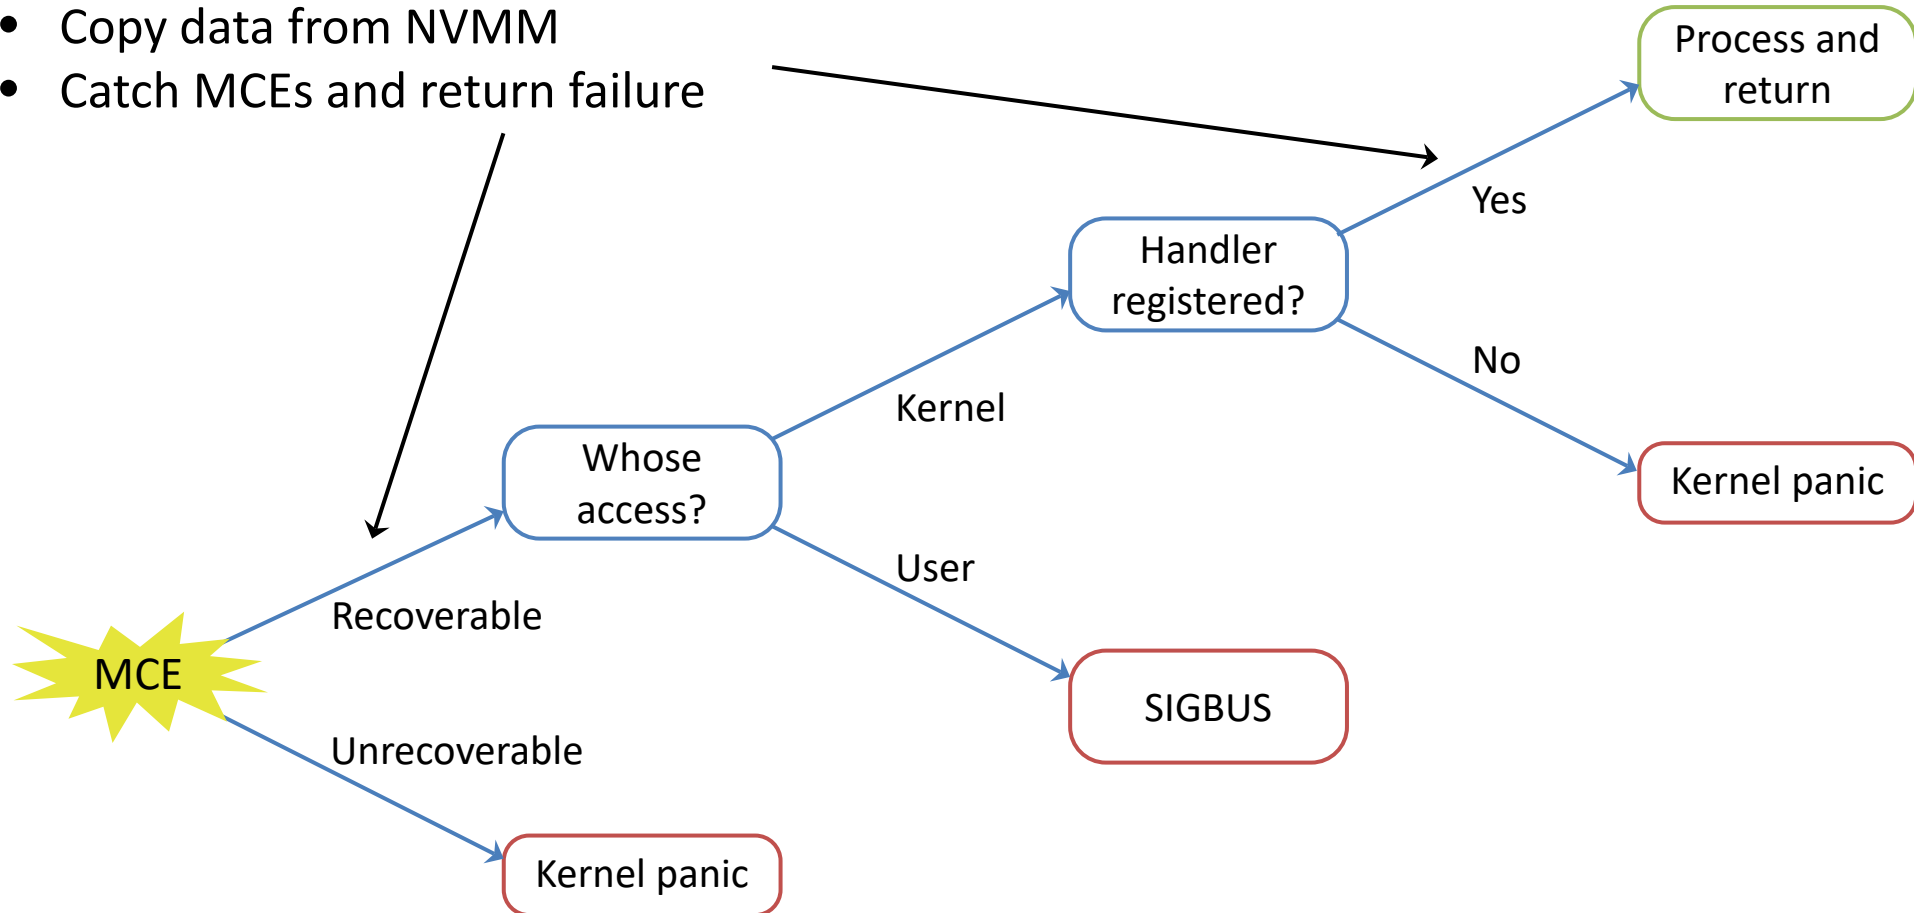 • Copy data from NVMM
• Catch MCEs and return failure
Process and
return
Yes
Handler
registered?
No
Kernel
Kernel panic
Whose
access?
User
Recoverable
MCE
SIGBUS
Unrecoverable
Kernel panic